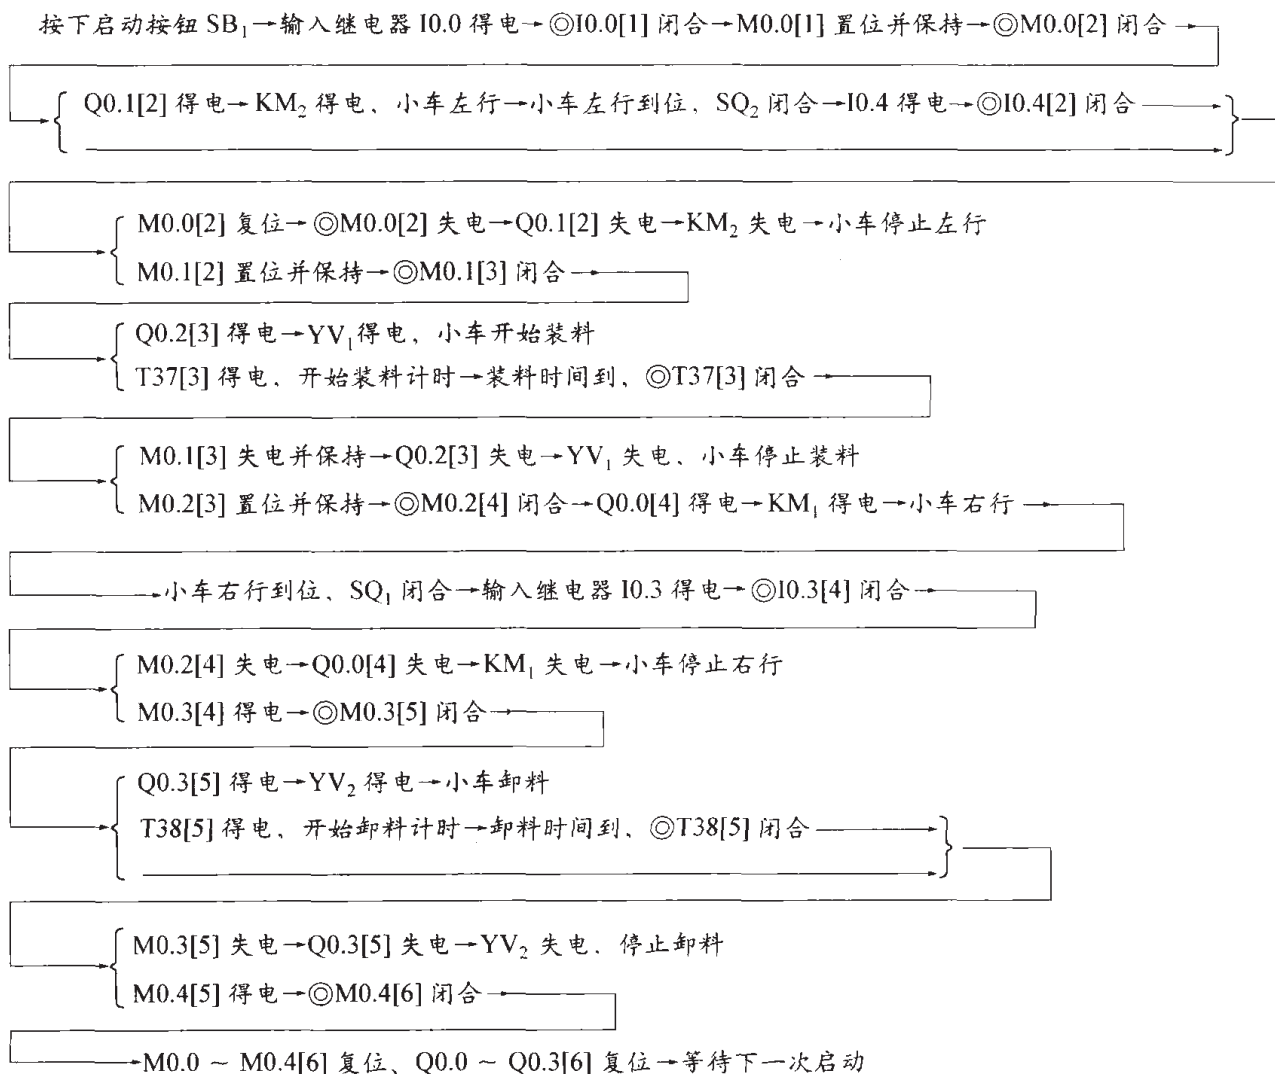 按下启动按钮 SB₁→输入继电器 I0.0 得电→◎I0.0[1] 闭合→M0.0[1] 置位并保持→◎M0.0[2] 闭合→
Q0.1[2] 得电→KM₂ 得电、小车左行→小车左行到位、SQ₂ 闭合→I0.4 得电→◎I0.4[2] 闭合→
M0.0[2] 复位→◎M0.0[2] 失电→Q0.1[2] 失电→KM₂ 失电→小车停止左行
M0.1[2] 置位并保持→◎M0.1[3] 闭合→
Q0.2[3] 得电→YV₁得电、小车开始装料
T37[3] 得电、开始装料计时→装料时间到、◎T37[3] 闭合→
M0.1[3] 失电并保持→Q0.2[3] 失电→YV₁ 失电、小车停止装料
M0.2[3] 置位并保持→◎M0.2[4] 闭合→Q0.0[4] 得电→KM₁ 得电→小车右行→
→小车右行到位、SQ₁ 闭合→输入继电器 I0.3 得电→◎I0.3[4] 闭合→
M0.2[4] 失电→Q0.0[4] 失电→KM₁ 失电→小车停止右行
M0.3[4] 得电→◎M0.3[5] 闭合→
Q0.3[5] 得电→YV₂ 得电→小车卸料
T38[5] 得电、开始卸料计时→卸料时间到、◎T38[5] 闭合→
M0.3[5] 失电→Q0.3[5] 失电→YV₂ 失电、停止卸料
M0.4[5] 得电→◎M0.4[6] 闭合→
→M0.0 ~ M0.4[6] 复位、Q0.0 ~ Q0.3[6] 复位→等待下一次启动